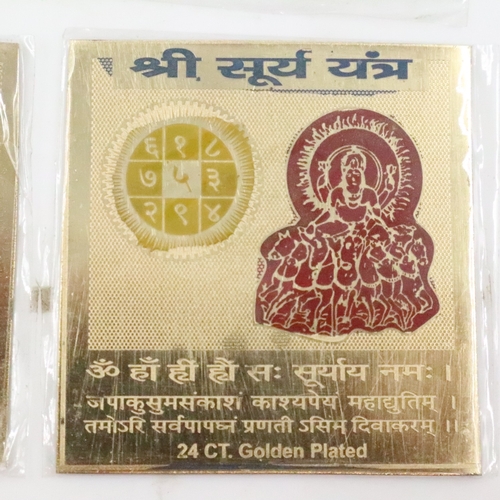 श्री सूर्य यंत्र
६ १ ८
७ ५ ३
२ ९ ४
ॐ हाँ ह्रीं ह्रौ सः सूर्याय नमः ।
जपाकुसुमसंकाशं काश्यपेय महाद्युतिम् ।
तमोऽरि सर्वपापघ्नं प्रणतो ऽसिम दिवाकरम् ।।
24 CT. Golden Plated